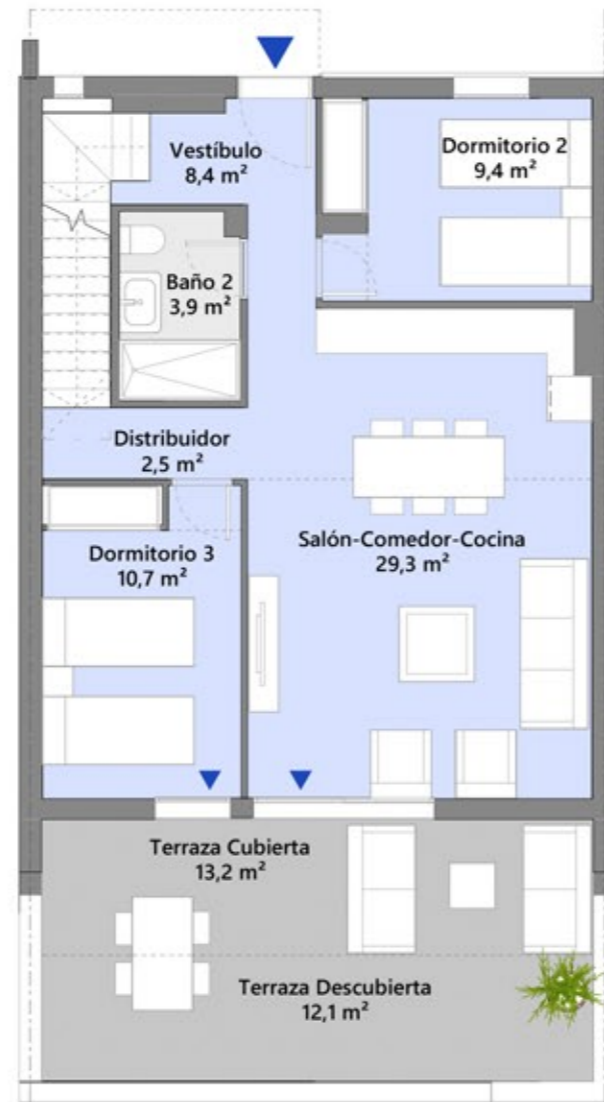 Vestíbulo
8,4 m²
Dormitorio 2
9,4 m²
Baño 2
3,9 m²
Distribuidor
2,5 m²
Salón-Comedor-Cocina
29,3 m²
Dormitorio 3
10,7 m²
Terraza Cubierta
13,2 m²
Terraza Descubierta
12,1 m²